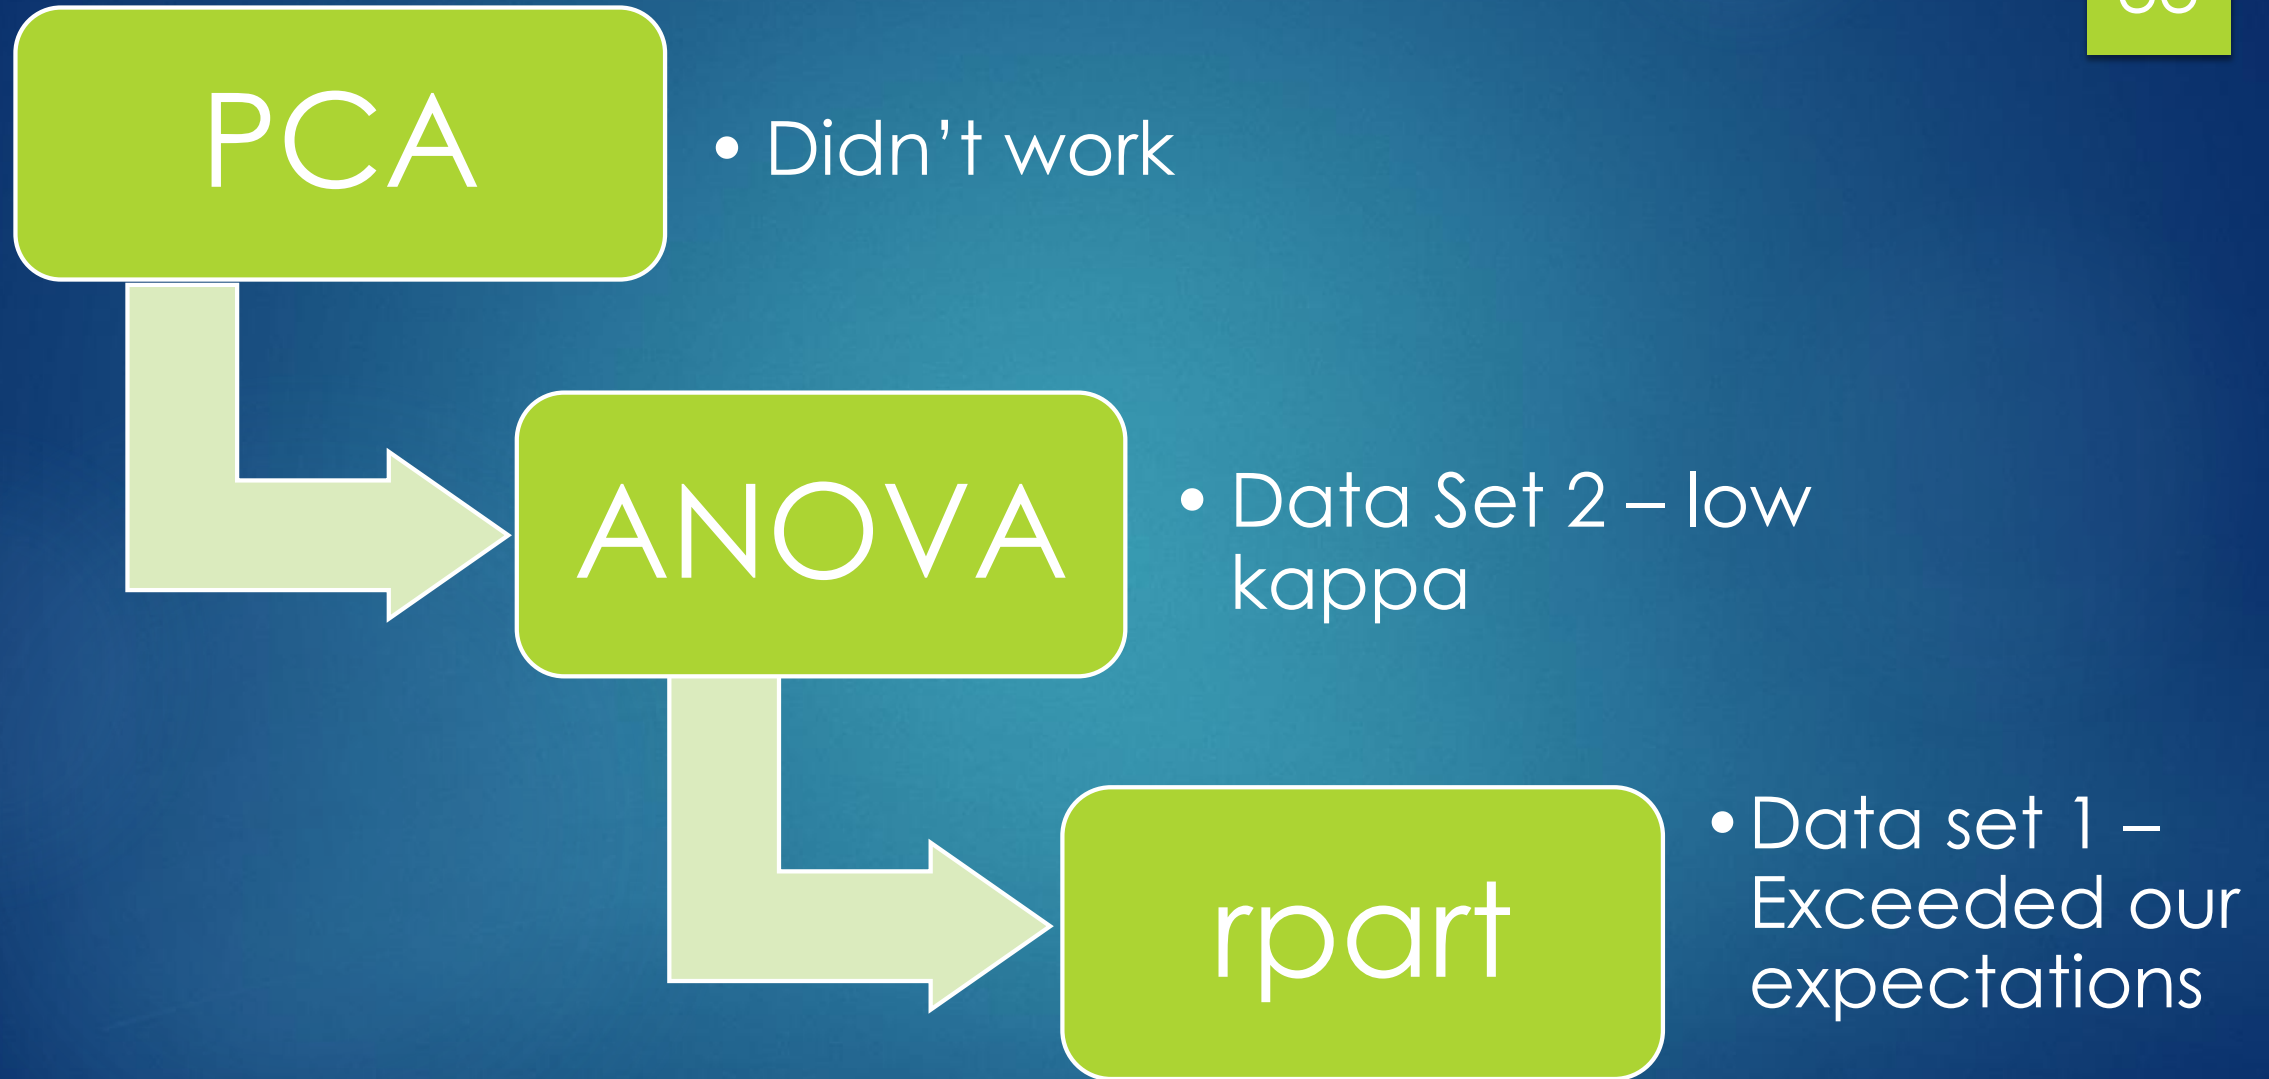 PCA
• Didn't work
ANOVA
• Data Set 2 – low
kappa
rpart
• Data set 1 –
Exceeded our
expectations